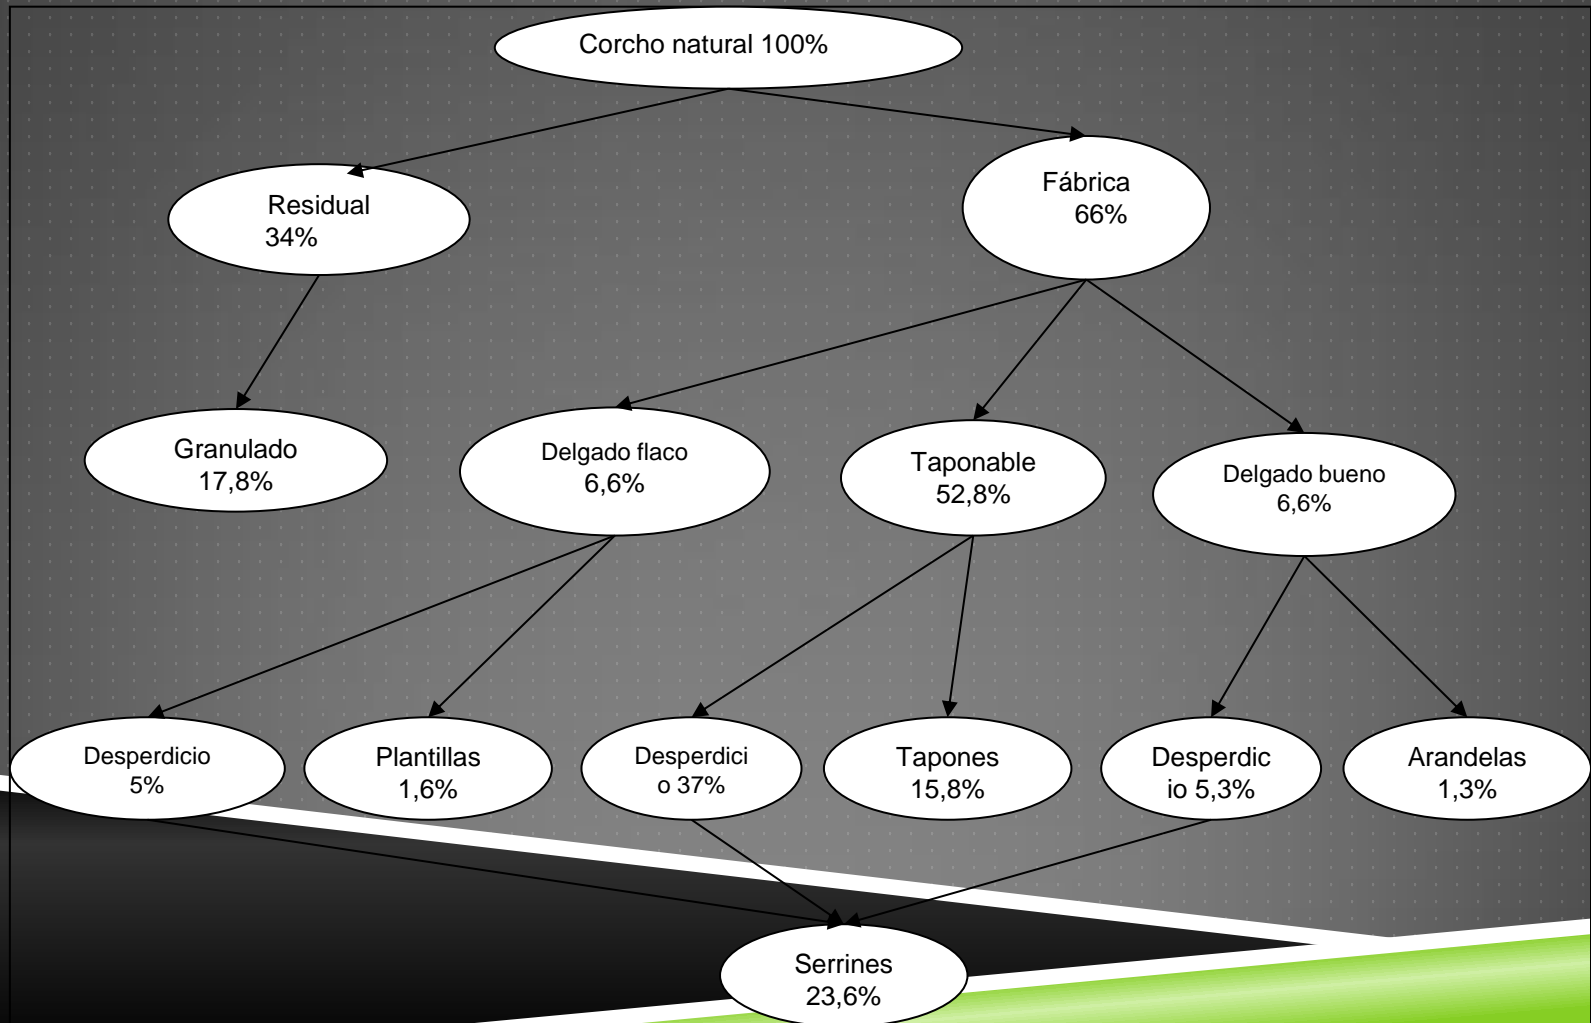 Corcho natural 100%
Residual
34%
Fábrica
66%
Granulado
17,8%
Delgado flaco
6,6%
Taponable
52,8%
Delgado bueno
6,6%
Desperdicio
5%
Plantillas
1,6%
Desperdici
o 37%
Tapones
15,8%
Desperdic
io 5,3%
Arandelas
1,3%
Serrines
23,6%